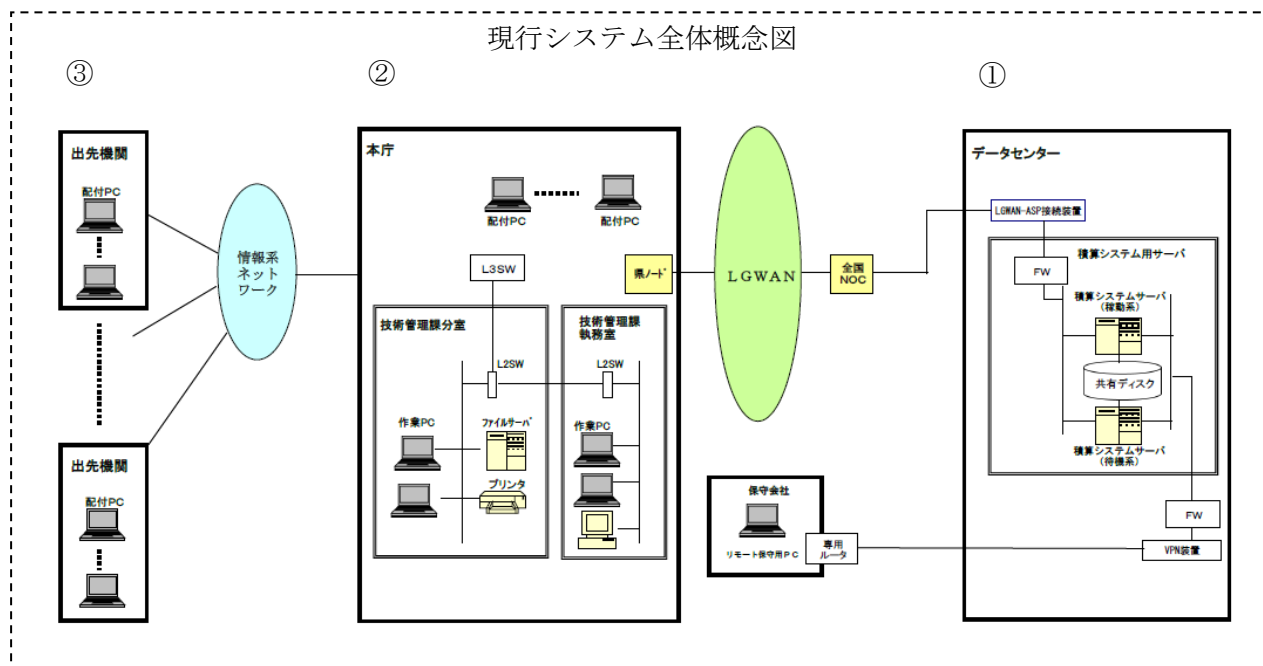 現行システム全体概念図
③
②
①
出先機関
配付PC
情報系
ネット
ワーク
出先機関
配付PC
本庁
配付PC
配付PC
L3SW
県ノード
技術管理課分室
L2SW
作業PC
ファイルサーバ
プリンタ
技術管理課
執務室
L2SW
作業PC
LGWAN
全国
NOC
保守会社
リモート保守用PC
専用
ルータ
データセンター
LGWAN-ASP接続装置
積算システム用サーバ
FW
積算システムサーバ
(稼動系)
共有ディスク
積算システムサーバ
(待機系)
FW
VPN装置